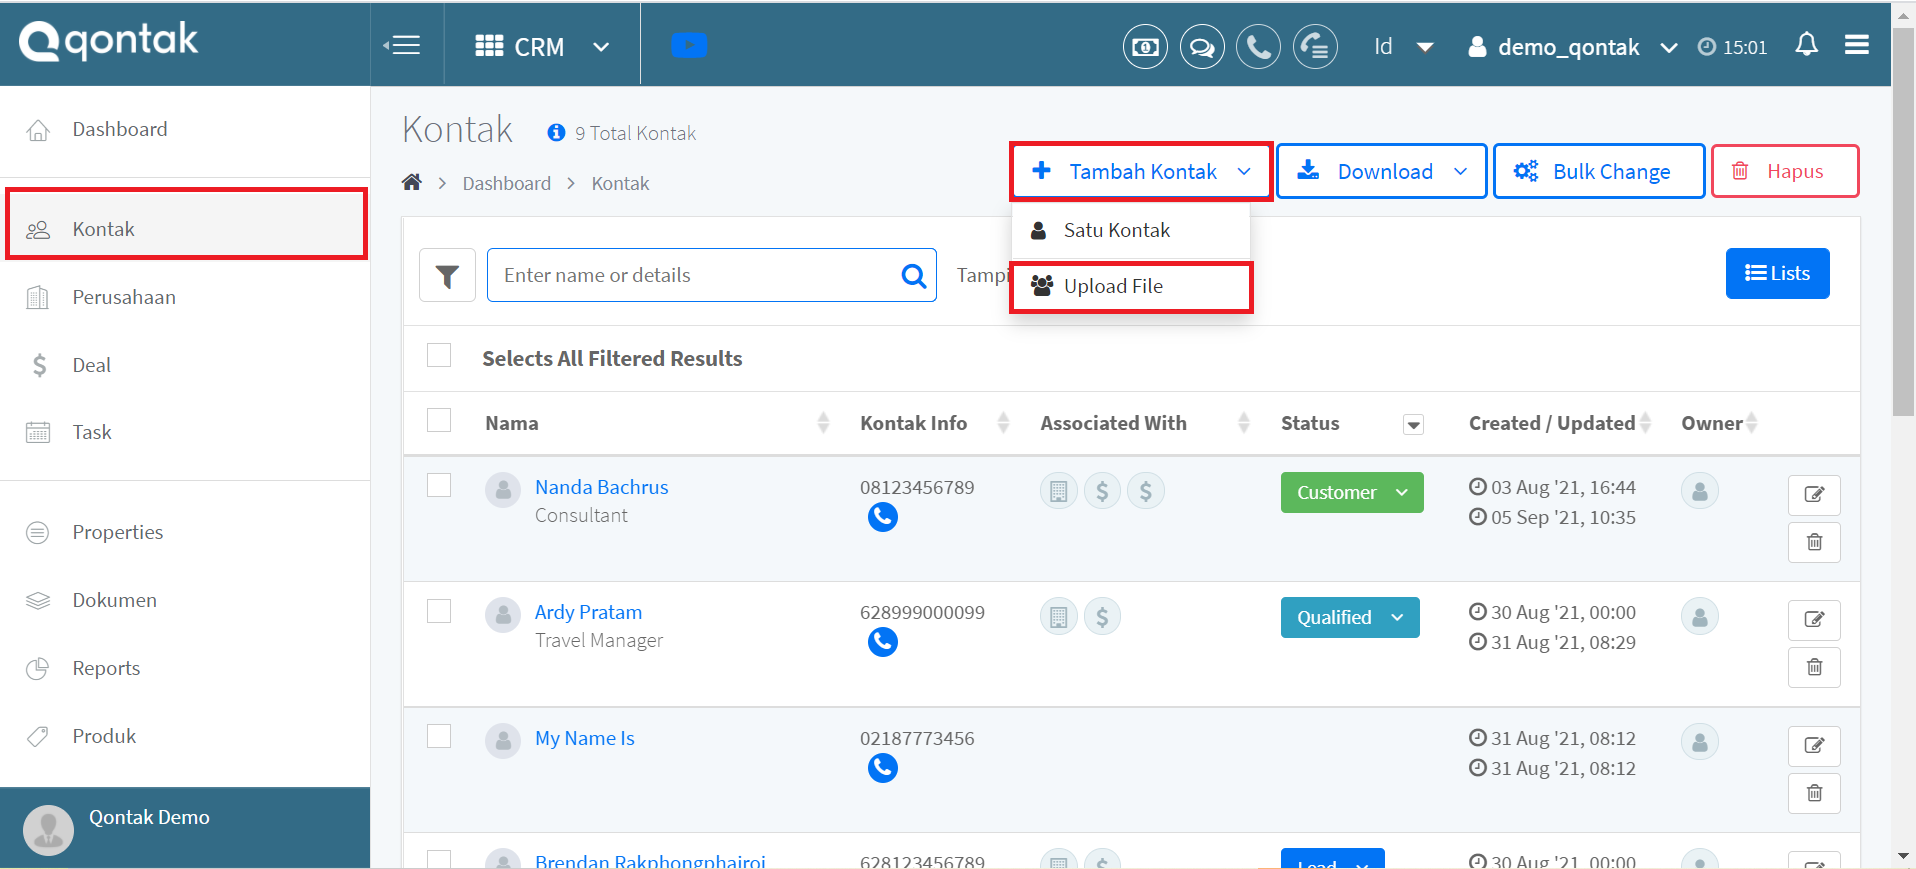 qontak
CRM
Id
demo_qontak
15:01
Dashboard
Kontak
Perusahaan
Deal
Task
Properties
Dokumen
Reports
Produk
Qontak Demo
Kontak
9 Total Kontak
Dashboard
Kontak
Tambah Kontak
Download
Bulk Change
Hapus
Satu Kontak
Upload File
Enter name or details
Tampi
Lists
Selects All Filtered Results
Nama
Kontak Info
Associated With
Status
Created / Updated
Owner
Nanda Bachrus
Consultant
08123456789
Customer
03 Aug '21, 16:44
05 Sep '21, 10:35
Ardy Pratam
Travel Manager
628999000099
Qualified
30 Aug '21, 00:00
31 Aug '21, 08:29
My Name Is
02187773456
31 Aug '21, 08:12
31 Aug '21, 08:12
Brendan Rakphongphairoj
628123456789
Lead
30 Aug '21, 00:00